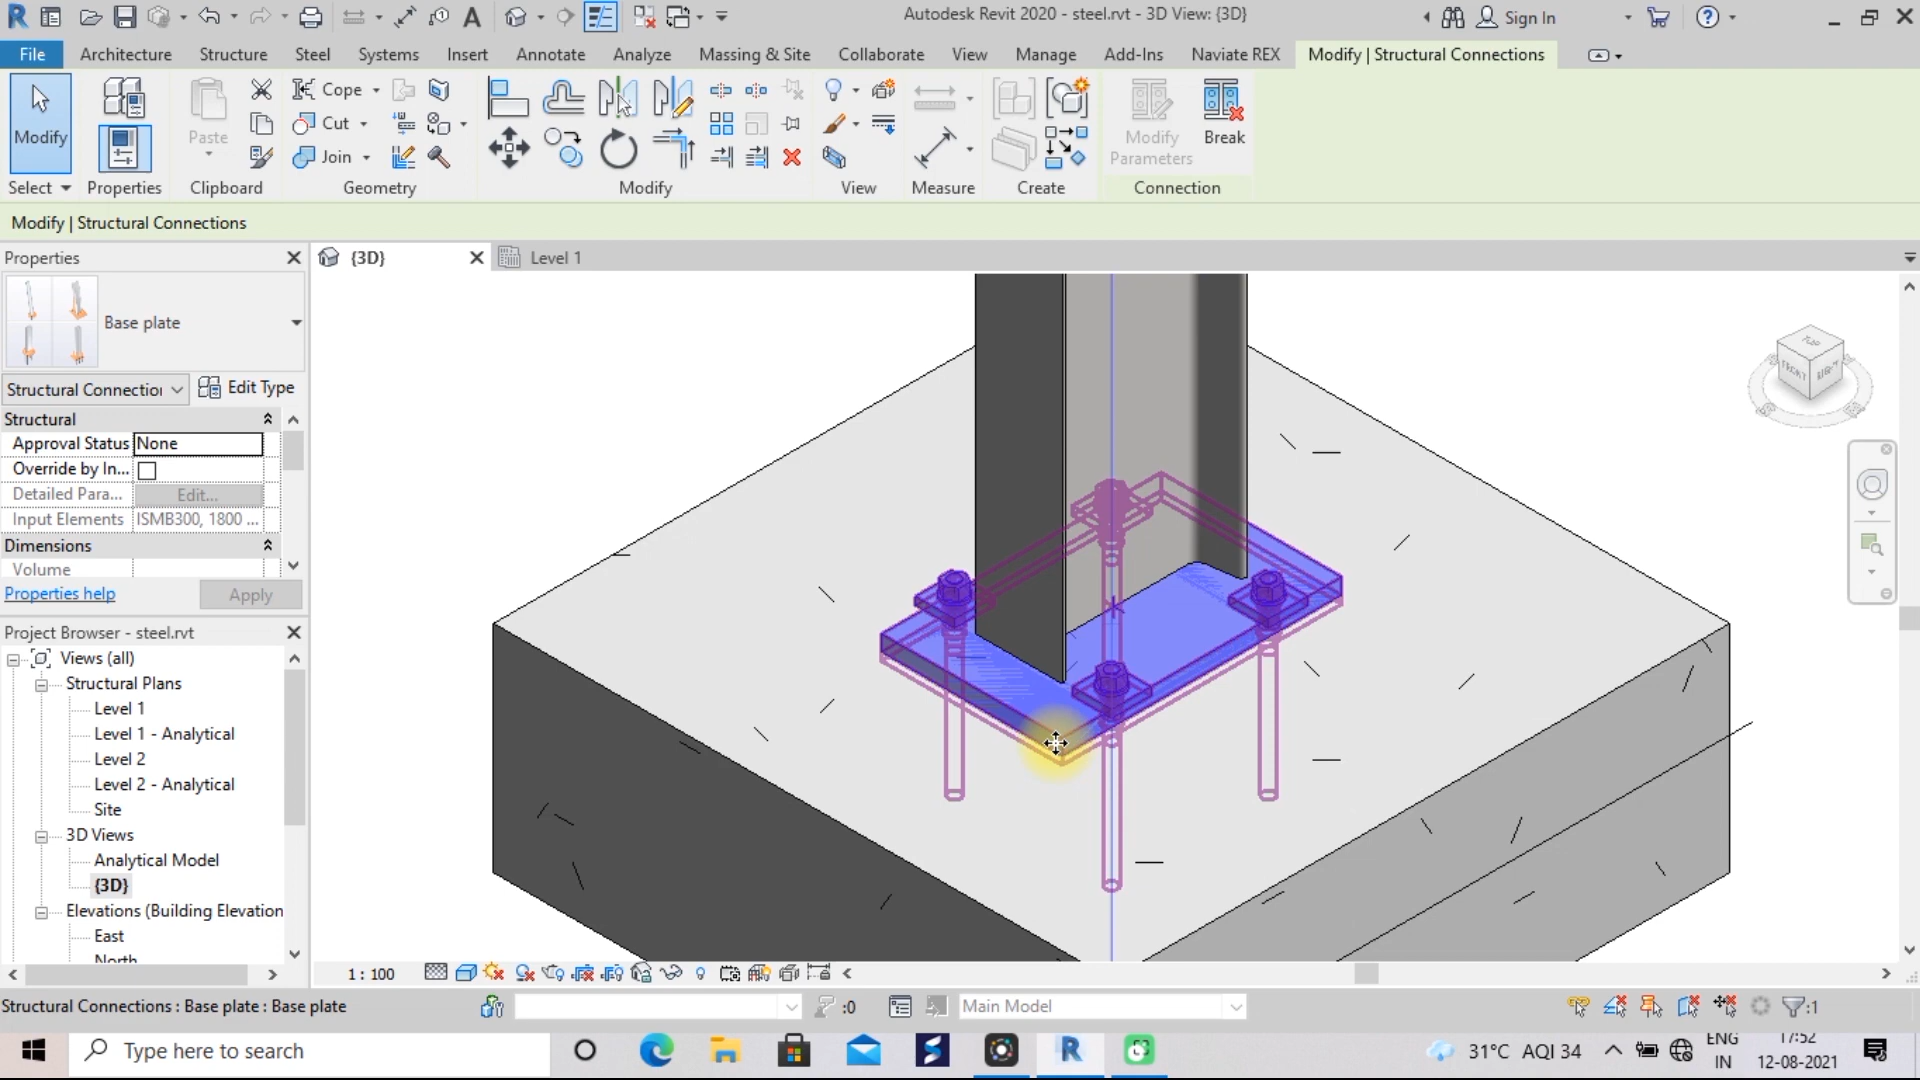 Autodesk Revit 2020 - steel.rvt - 3D View: {3D}
Sign In
File
Architecture
Structure
Steel
Systems
Insert
Annotate
Analyze
Massing & Site
Collaborate
View
Manage
Add-Ins
Naviate REX
Modify | Structural Connections
Modify
Paste
Cope
Cut
Join
Modify
Parameters
Break
Select
Properties
Clipboard
Geometry
Modify
View
Measure
Create
Connection
Modify | Structural Connections
Properties
{3D}
Level 1
Base plate
Structural Connectio
Edit Type
Structural
Approval Status
None
Override by In...
Detailed Para...
Edit...
Input Elements
ISMB300, 1800 ...
Dimensions
Volume
Properties help
Apply
Project Browser - steel.rvt
Views (all)
Structural Plans
Level 1
Level 1 - Analytical
Level 2
Level 2 - Analytical
Site
3D Views
Analytical Model
{3D}
Elevations (Building Elevation
East
North
TOP
FRONT
RIGHT
1 : 100
Structural Connections : Base plate : Base plate
:0
Main Model
:1
Type here to search
31°C AQI 34
ENG
IN
17:52
12-08-2021